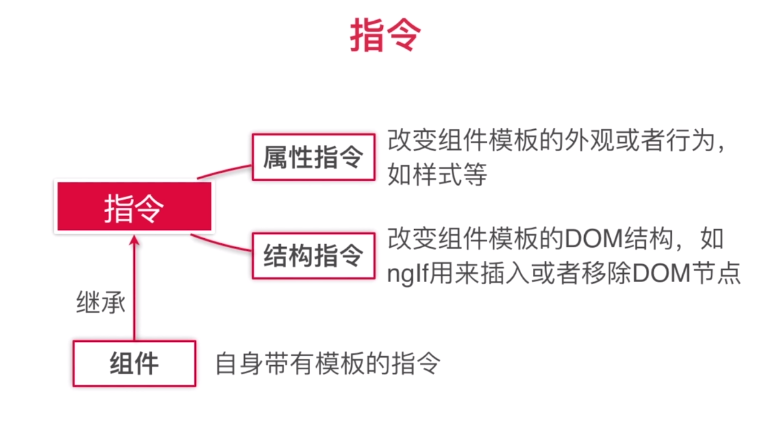 指令
属性指令
改变组件模板的外观或者行为，
如样式等
指令
结构指令
改变组件模板的DOM结构，如
ngIf用来插入或者移除DOM节点
继承
组件
自身带有模板的指令